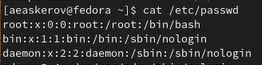 [aeaskerov@fedora ~]$ cat /etc/passwd
root:x:0:0:root:/root:/bin/bash
bin:x:1:1:bin:/bin:/sbin/nologin
daemon:x:2:2:daemon:/sbin:/sbin/nologin